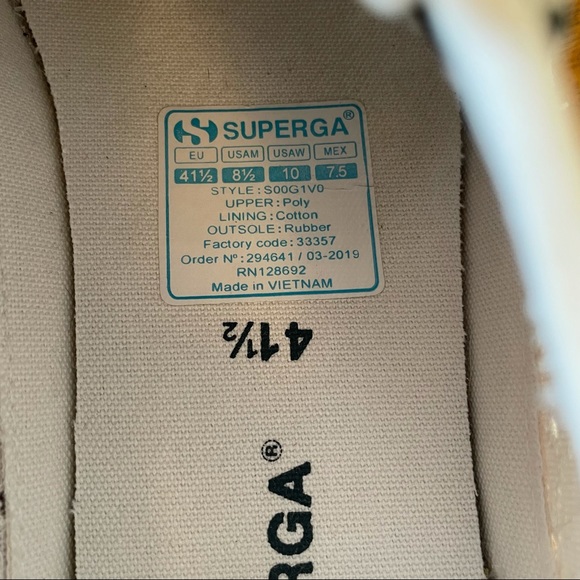 SUPERGA®
EU USAM USAW MEX
41½ 8½ 10 7.5
STYLE : S00G1V0
UPPER : Poly
LINING : Cotton
OUTSOLE : Rubber
Factory code : 33357
Order Nº : 294641 / 03-2019
RN128692
Made in VIETNAM
41½
RGA®